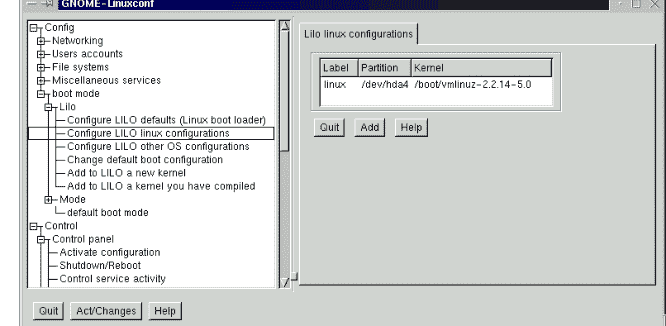 GNOME-Linuxconf
Config
Networking
Users accounts
File systems
Miscellaneous services
boot mode
Lilo
Configure LILO defaults (Linux boot loader)
Configure LILO linux configurations
Configure LILO other OS configurations
Change default boot configuration
Add to LILO a new kernel
Add to LILO a kernel you have compiled
Mode
default boot mode
Control
Control panel
Activate configuration
Shutdown/Reboot
Control service activity
Lilo linux configurations
Label Partition Kernel
linux /dev/hda4 /boot/vmlinuz-2.2.14-5.0
Quit Add Help
Quit Act/Changes Help